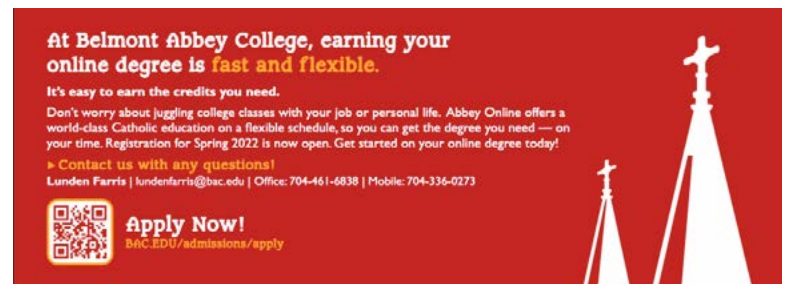 At Belmont Abbey College, earning your
online degree is fast and flexible.
It's easy to earn the credits you need.
Don't worry about juggling college classes with your job or personal life. Abbey Online offers a
world-class Catholic education on a flexible schedule, so you can get the degree you need — on
your time. Registration for Spring 2022 is now open. Get started on your online degree today!
▸ Contact us with any questions!
Lunden Farris | lundenfarris@bac.edu | Office: 704-461-6838 | Mobile: 704-336-0273
Apply Now!
BAC.EDU/admissions/apply